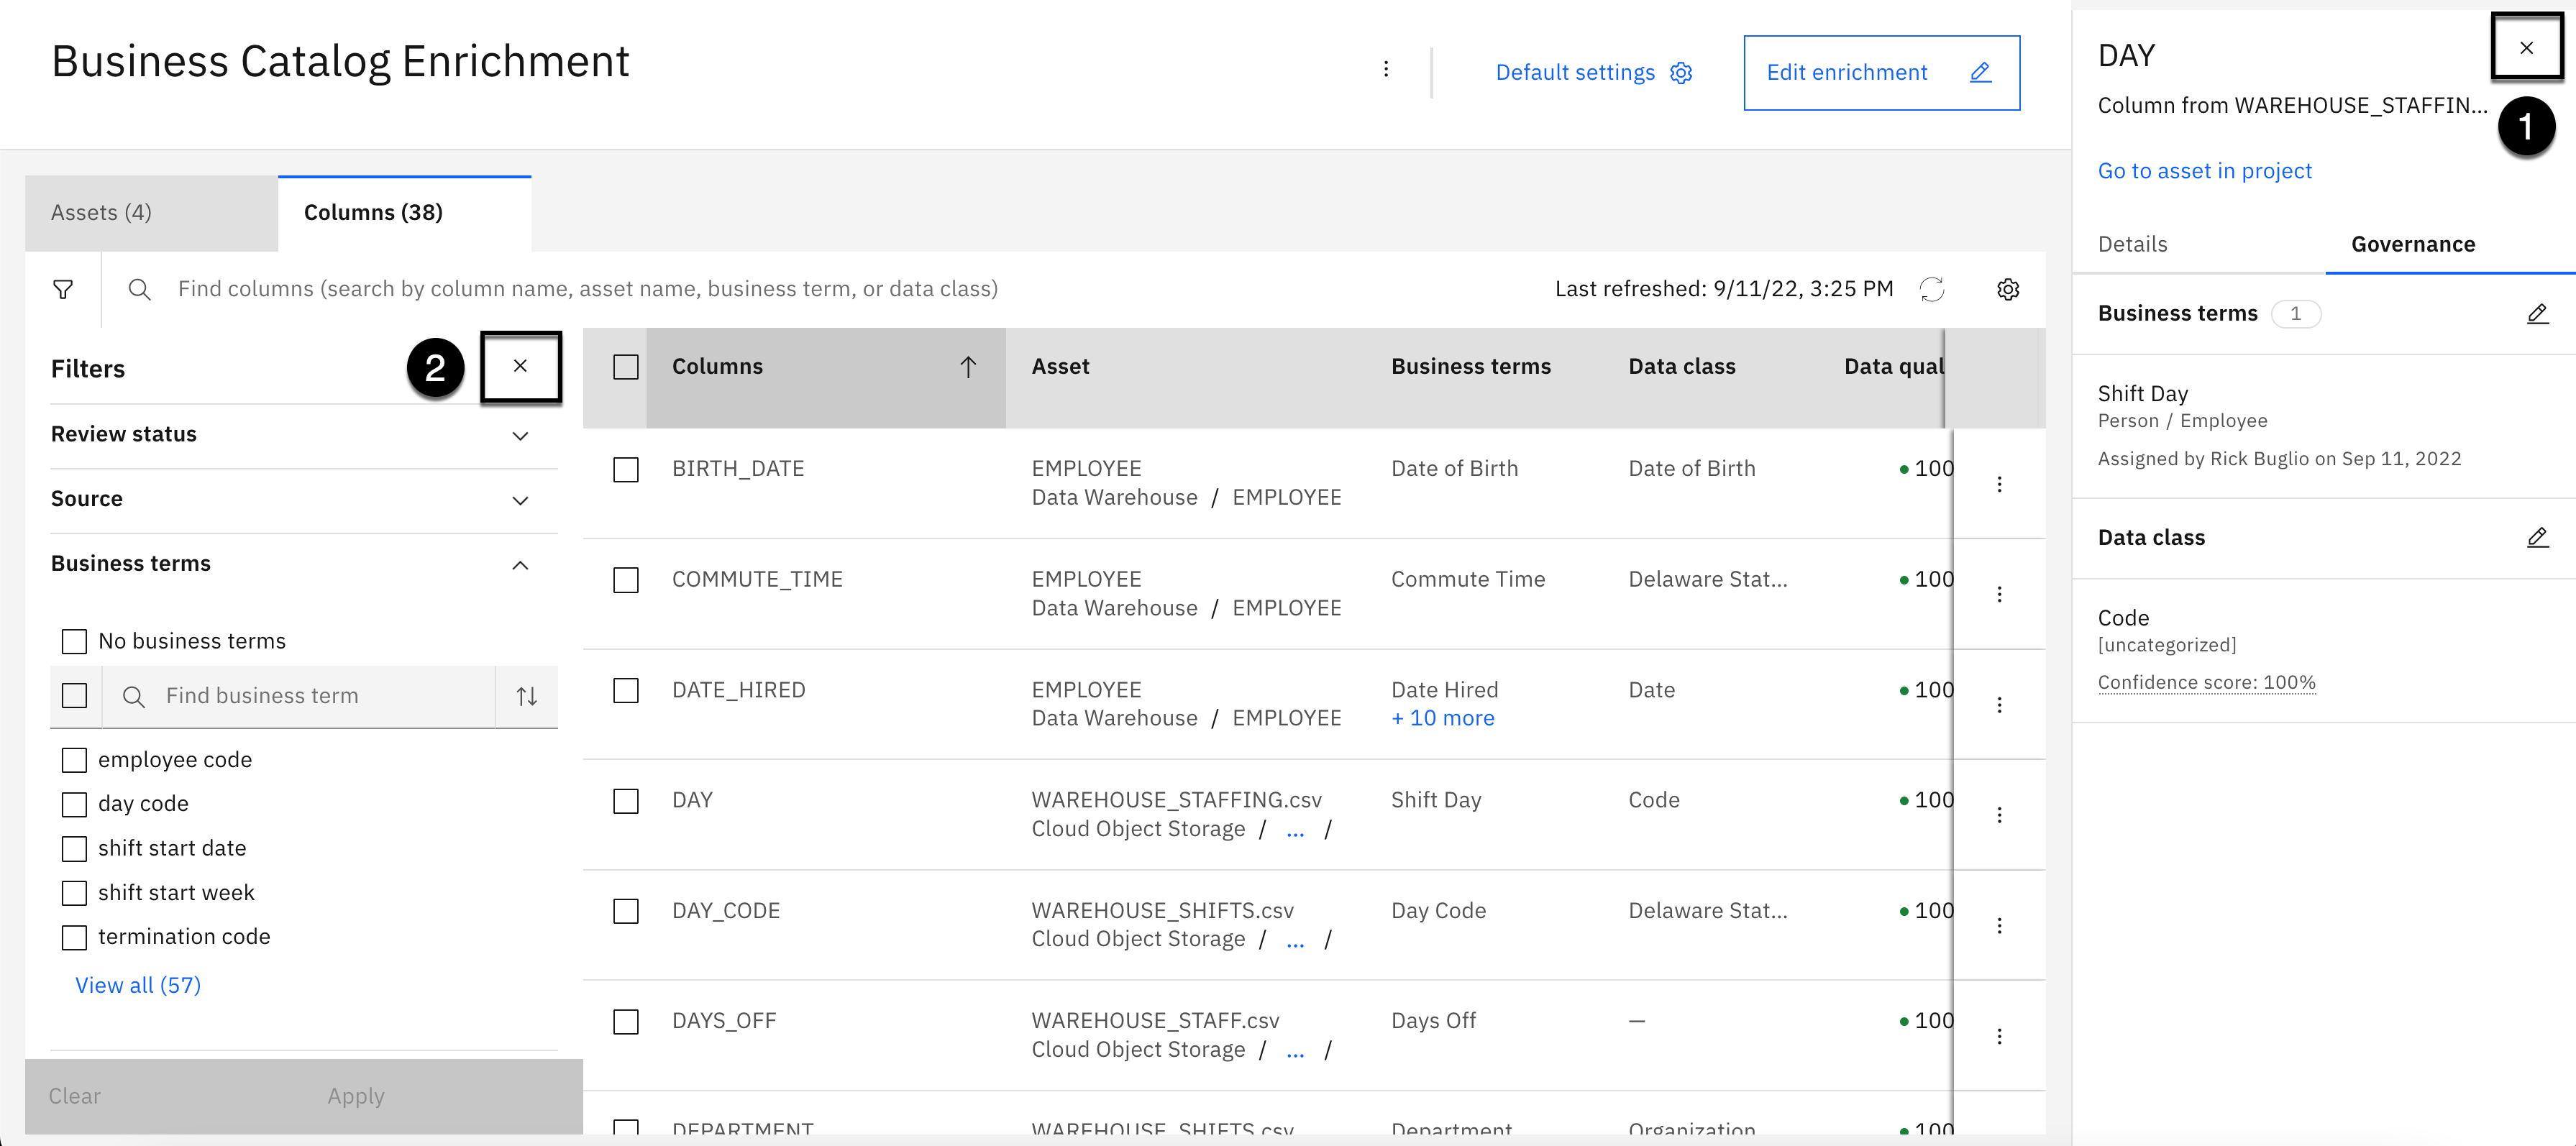 Business Catalog Enrichment
Default settings
Edit enrichment
Assets (4)
Columns (38)
Find columns (search by column name, asset name, business term, or data class)
Last refreshed: 9/11/22, 3:25 PM
Filters
2
Review status
Source
Business terms
No business terms
Find business term
employee code
day code
shift start date
shift start week
termination code
View all (57)
Clear
Apply
Columns Asset Business terms Data class Data qual
BIRTH_DATE EMPLOYEE Date of Birth Date of Birth 100
Data Warehouse / EMPLOYEE
COMMUTE_TIME EMPLOYEE Commute Time Delaware Stat... 100
Data Warehouse / EMPLOYEE
DATE_HIRED EMPLOYEE Date Hired Date 100
Data Warehouse / EMPLOYEE + 10 more
DAY WAREHOUSE_STAFFING.csv Shift Day Code 100
Cloud Object Storage / ... /
DAY_CODE WAREHOUSE_SHIFTS.csv Day Code Delaware Stat... 100
Cloud Object Storage / ... /
DAYS_OFF WAREHOUSE_STAFF.csv Days Off — 100
Cloud Object Storage / ... /
DEPARTMENT WAREHOUSE_SHIFTS.csv Department Organization 100
DAY
Column from WAREHOUSE_STAFFIN...
1
Go to asset in project
Details
Governance
Business terms 1
Shift Day
Person / Employee
Assigned by Rick Buglio on Sep 11, 2022
Data class
Code
[uncategorized]
Confidence score: 100%